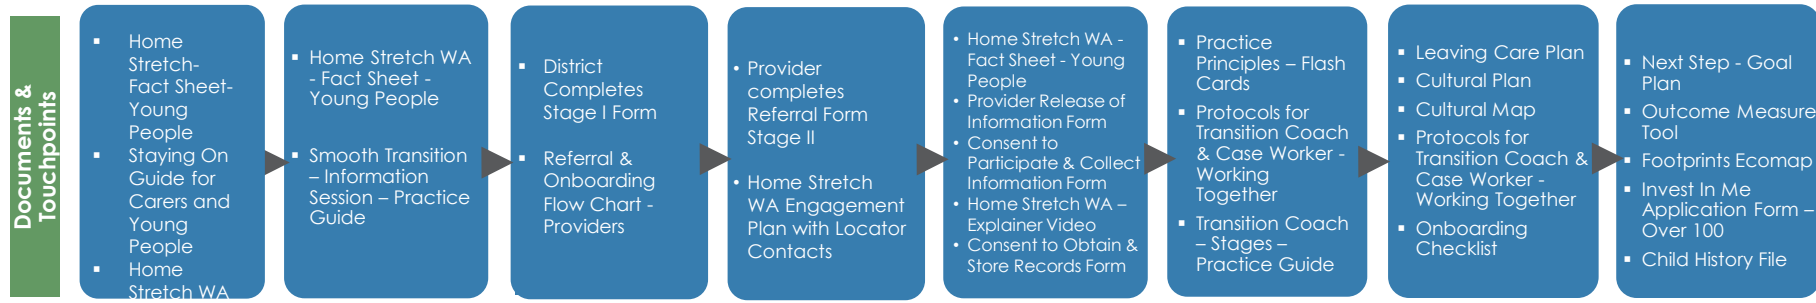 Documents &
Touchpoints
▪ Home
Stretch-
Fact Sheet-
Young
People
▪ Staying On
Guide for
Carers and
Young
People
▪ Home
Stretch WA
▪ Home Stretch WA
- Fact Sheet -
Young People
▪ Smooth Transition
– Information
Session – Practice
Guide
▪ District
Completes
Stage I Form
▪ Referral &
Onboarding
Flow Chart -
Providers
• Provider
completes
Referral Form
Stage II
• Home Stretch
WA Engagement
Plan with Locator
Contacts
• Home Stretch WA -
Fact Sheet - Young
People
• Provider Release of
Information Form
• Consent to
Participate & Collect
Information Form
• Home Stretch WA –
Explainer Video
• Consent to Obtain &
Store Records Form
▪ Practice
Principles – Flash
Cards
▪ Protocols for
Transition Coach
& Case Worker -
Working
Together
▪ Transition Coach
– Stages –
Practice Guide
▪ Leaving Care Plan
▪ Cultural Plan
▪ Cultural Map
▪ Protocols for
Transition Coach &
Case Worker -
Working Together
▪ Onboarding
Checklist
▪ Next Step - Goal
Plan
▪ Outcome Measure
Tool
▪ Footprints Ecomap
▪ Invest In Me
Application Form –
Over 100
▪ Child History File